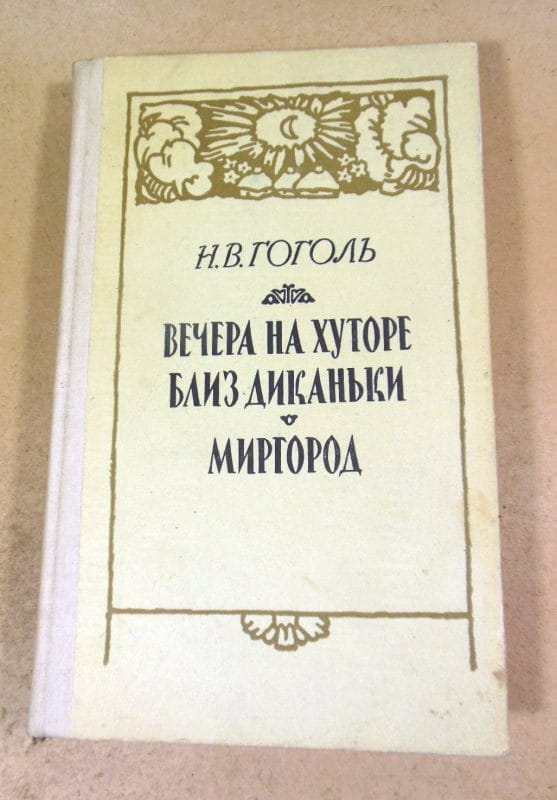 Н.В.ГОГОЛЬ
ВЕЧЕРА НА ХУТОРЕ
БЛИЗ ДИКАНЬКИ
МИРГОРОД